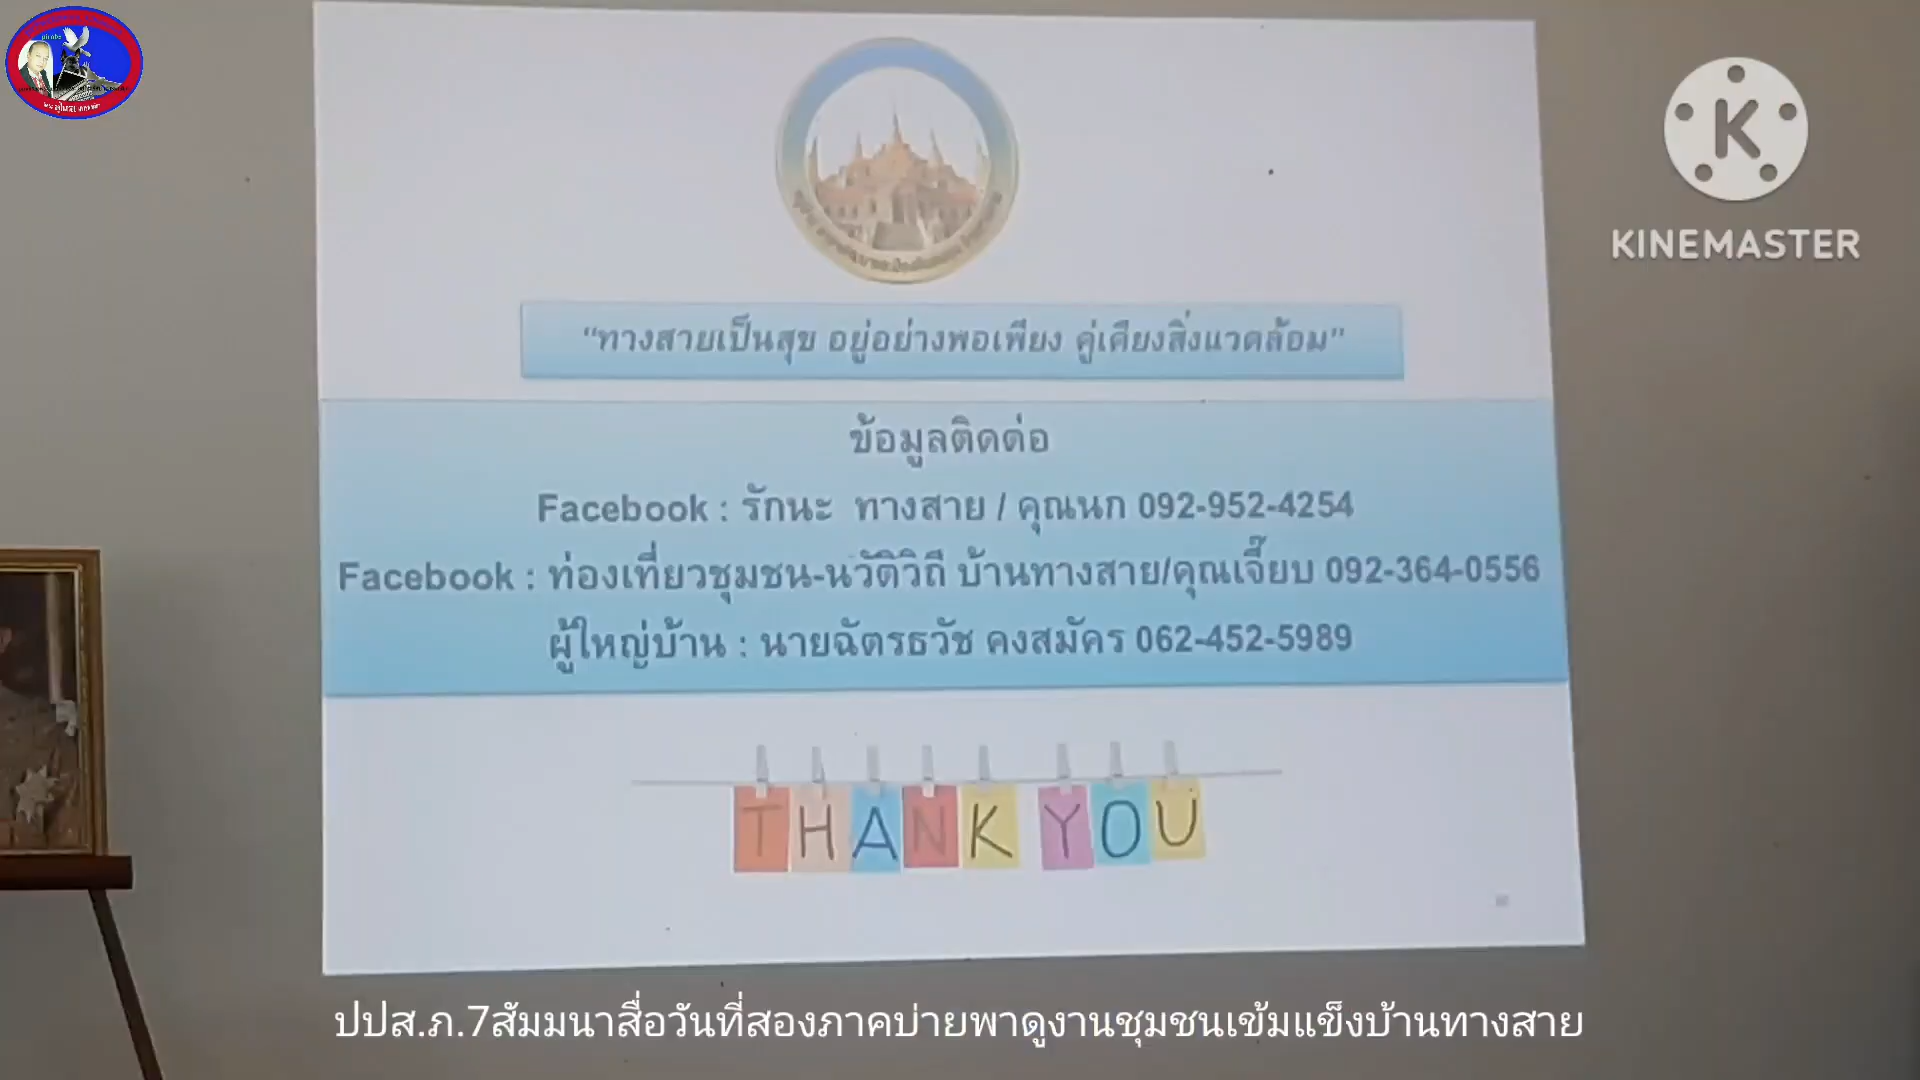 KINEMASTER
“ทางสายเป็นสุข อยู่อย่างพอเพียง คู่เคียงสิ่งแวดล้อม”
ข้อมูลติดต่อ
Facebook : รักนะ ทางสาย / คุณนก 092-952-4254
Facebook : ท่องเที่ยวชุมชน-นวัติวิถี บ้านทางสาย/คุณเจี๊ยบ 092-364-0556
ผู้ใหญ่บ้าน : นายฉัตรธวัช คงสมัคร 062-452-5989
THANK YOU
ปปส.ภ.7สัมมนาสื่อวันที่สองภาคบ่ายพาดูงานชุมชนเข้มแข็งบ้านทางสาย